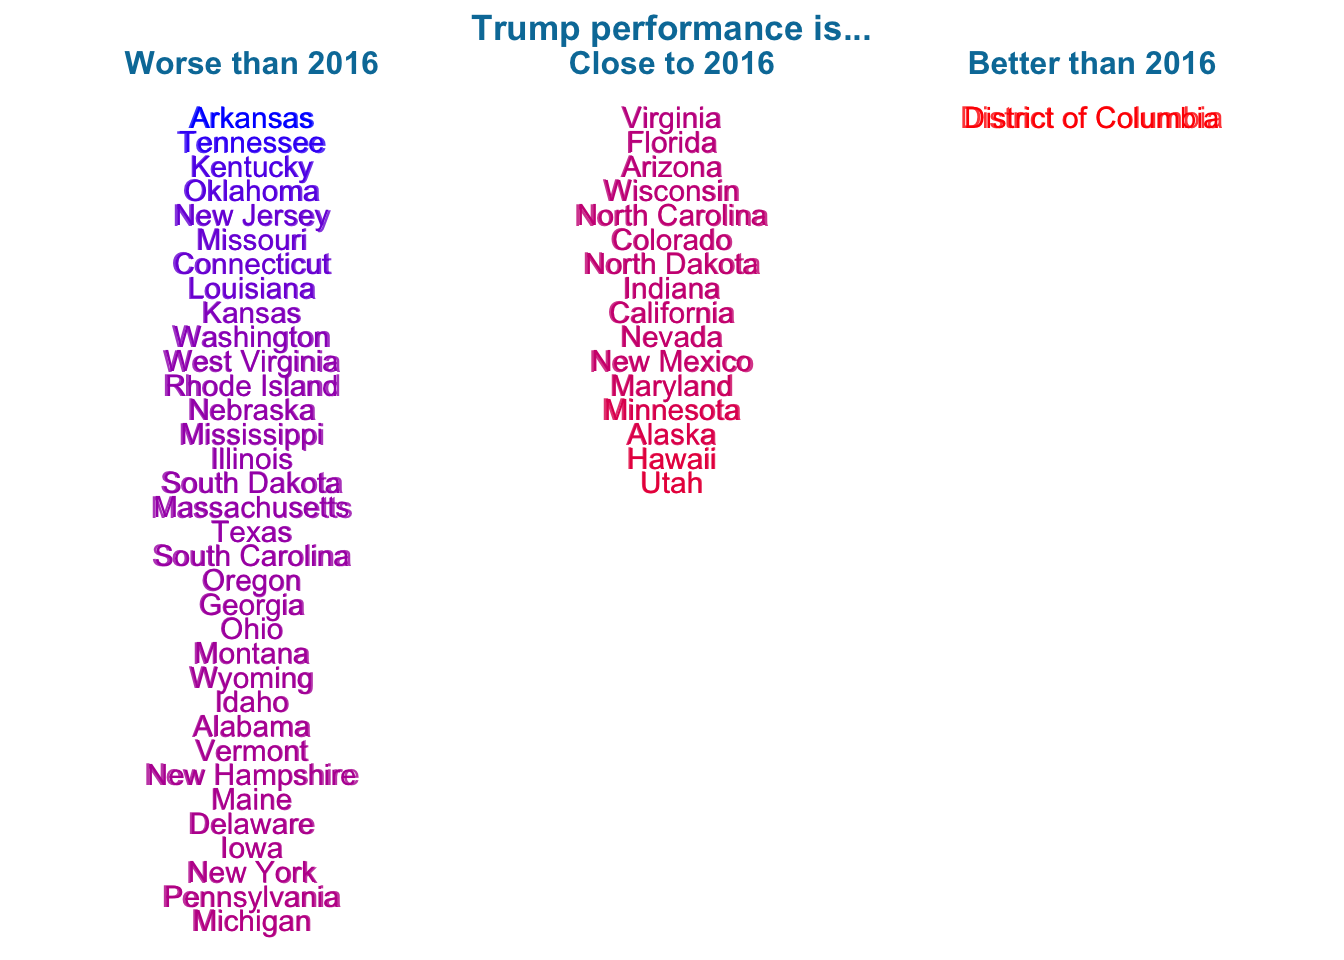 Trump performance is...
Worse than 2016
Close to 2016
Better than 2016
Arkansas
Tennessee
Kentucky
Oklahoma
New Jersey
Missouri
Connecticut
Louisiana
Kansas
Washington
West Virginia
Rhode Island
Nebraska
Mississippi
Illinois
South Dakota
Massachusetts
Texas
South Carolina
Oregon
Georgia
Ohio
Montana
Wyoming
Idaho
Alabama
Vermont
New Hampshire
Maine
Delaware
Iowa
New York
Pennsylvania
Michigan
Virginia
Florida
Arizona
Wisconsin
North Carolina
Colorado
North Dakota
Indiana
California
Nevada
New Mexico
Maryland
Minnesota
Alaska
Hawaii
Utah
District of Columbia